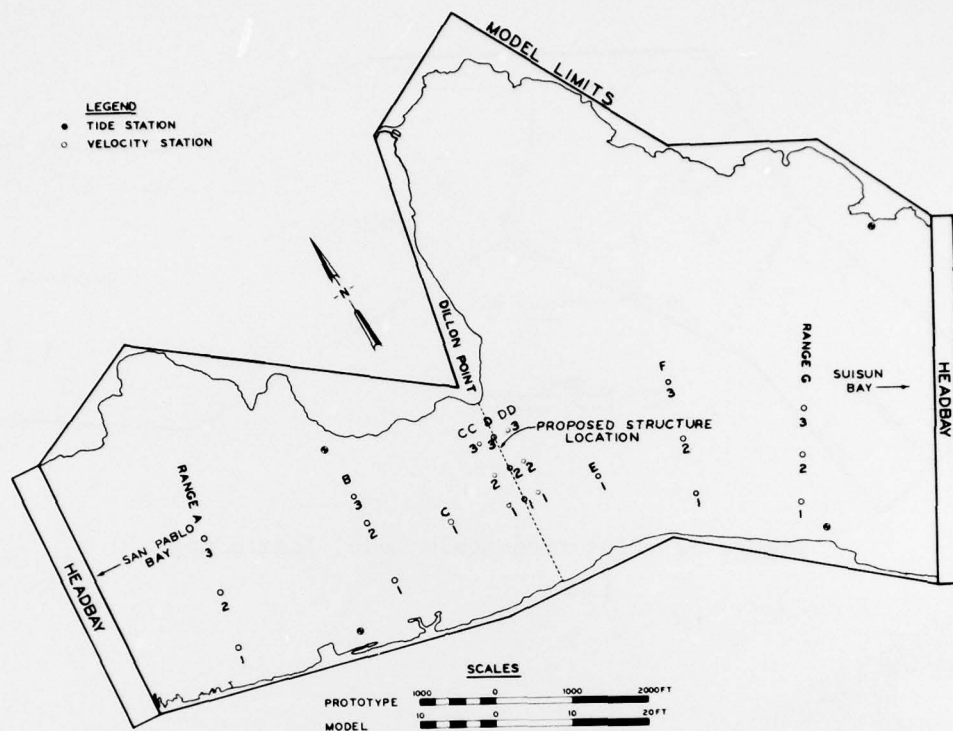 MODEL LIMITS
LEGEND
TIDE STATION
VELOCITY STATION
N
DILLON POINT
RANGE G
SUISUN
BAY
HEADBAY
F
3
2
1
3
2
1
PROPOSED STRUCTURE
LOCATION
CC
DD
D
3
3
3
2
2
2
1
1
1
E
1
C
1
B
3
2
1
RANGE A
3
2
1
SAN PABLO
BAY
HEADBAY
SCALES
PROTOTYPE 1000 0 1000 2000 FT
MODEL 10 0 10 20 FT